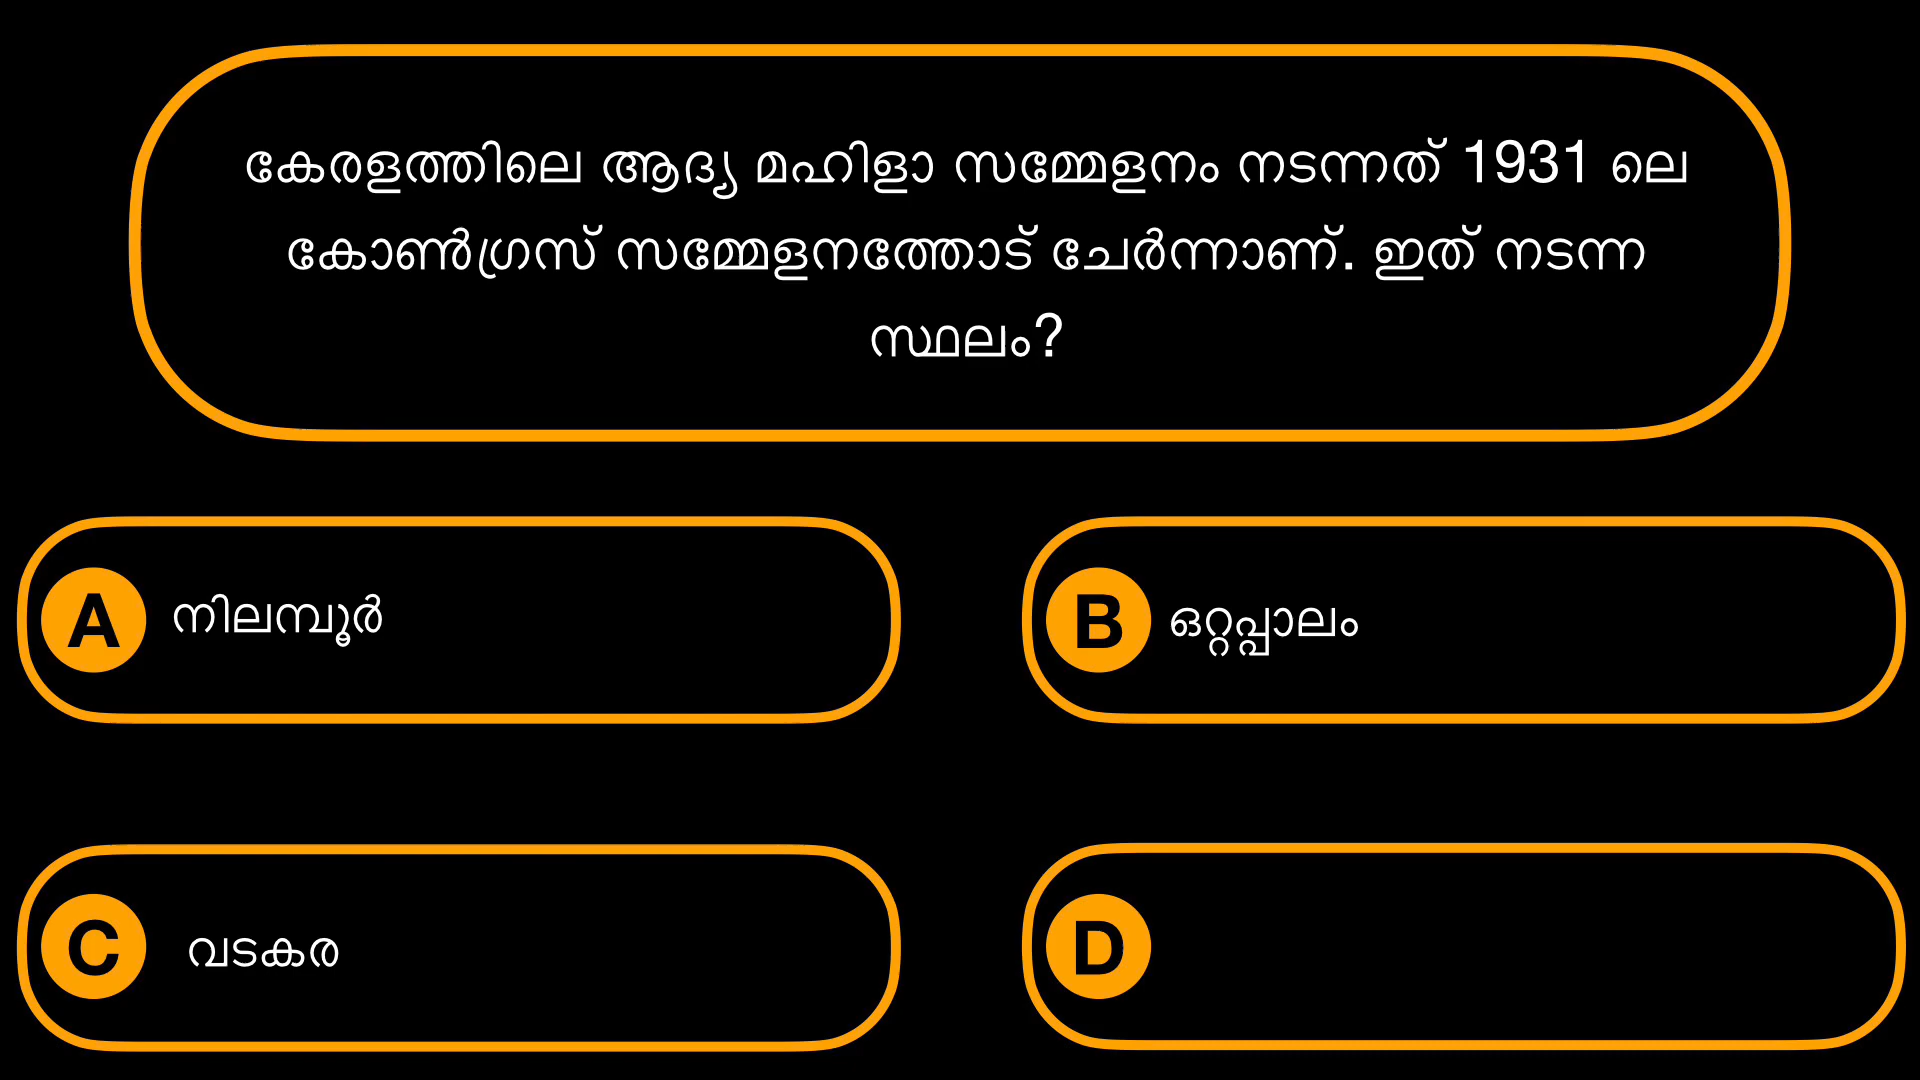 കേരളത്തിലെ ആദ്യ മഹിളാ സമ്മേളനം നടന്നത് 1931 ലെ
കോൺഗ്രസ് സമ്മേളനത്തോട് ചേർന്നാണ്. ഇത് നടന്ന
സ്ഥലം?
A നിലമ്പൂർ
B ഒറ്റപ്പാലം
C വടകര
D